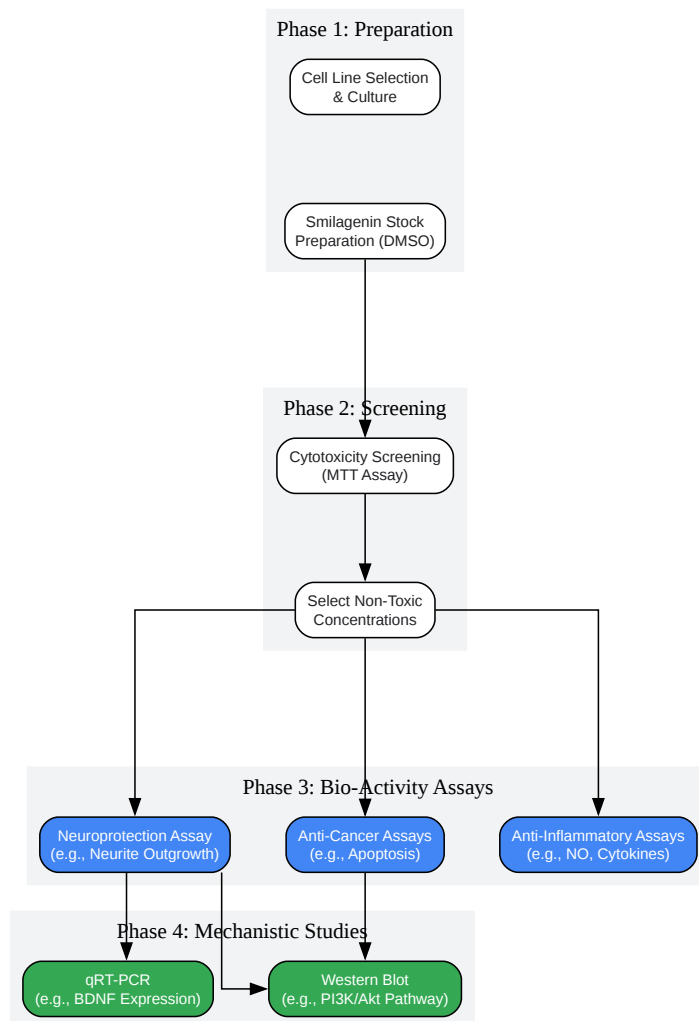 Phase 1: Preparation
Cell Line Selection
& Culture
Smilagenin Stock
Preparation (DMSO)
Phase 2: Screening
Cytotoxicity Screening
(MTT Assay)
Select Non-Toxic
Concentrations
Phase 3: Bio-Activity Assays
Neuroprotection Assay
(e.g., Neurite Outgrowth)
Anti-Cancer Assays
(e.g., Apoptosis)
Anti-Inflammatory Assays
(e.g., NO, Cytokines)
Phase 4: Mechanistic Studies
qRT-PCR
(e.g., BDNF Expression)
Western Blot
(e.g., PI3K/Akt Pathway)